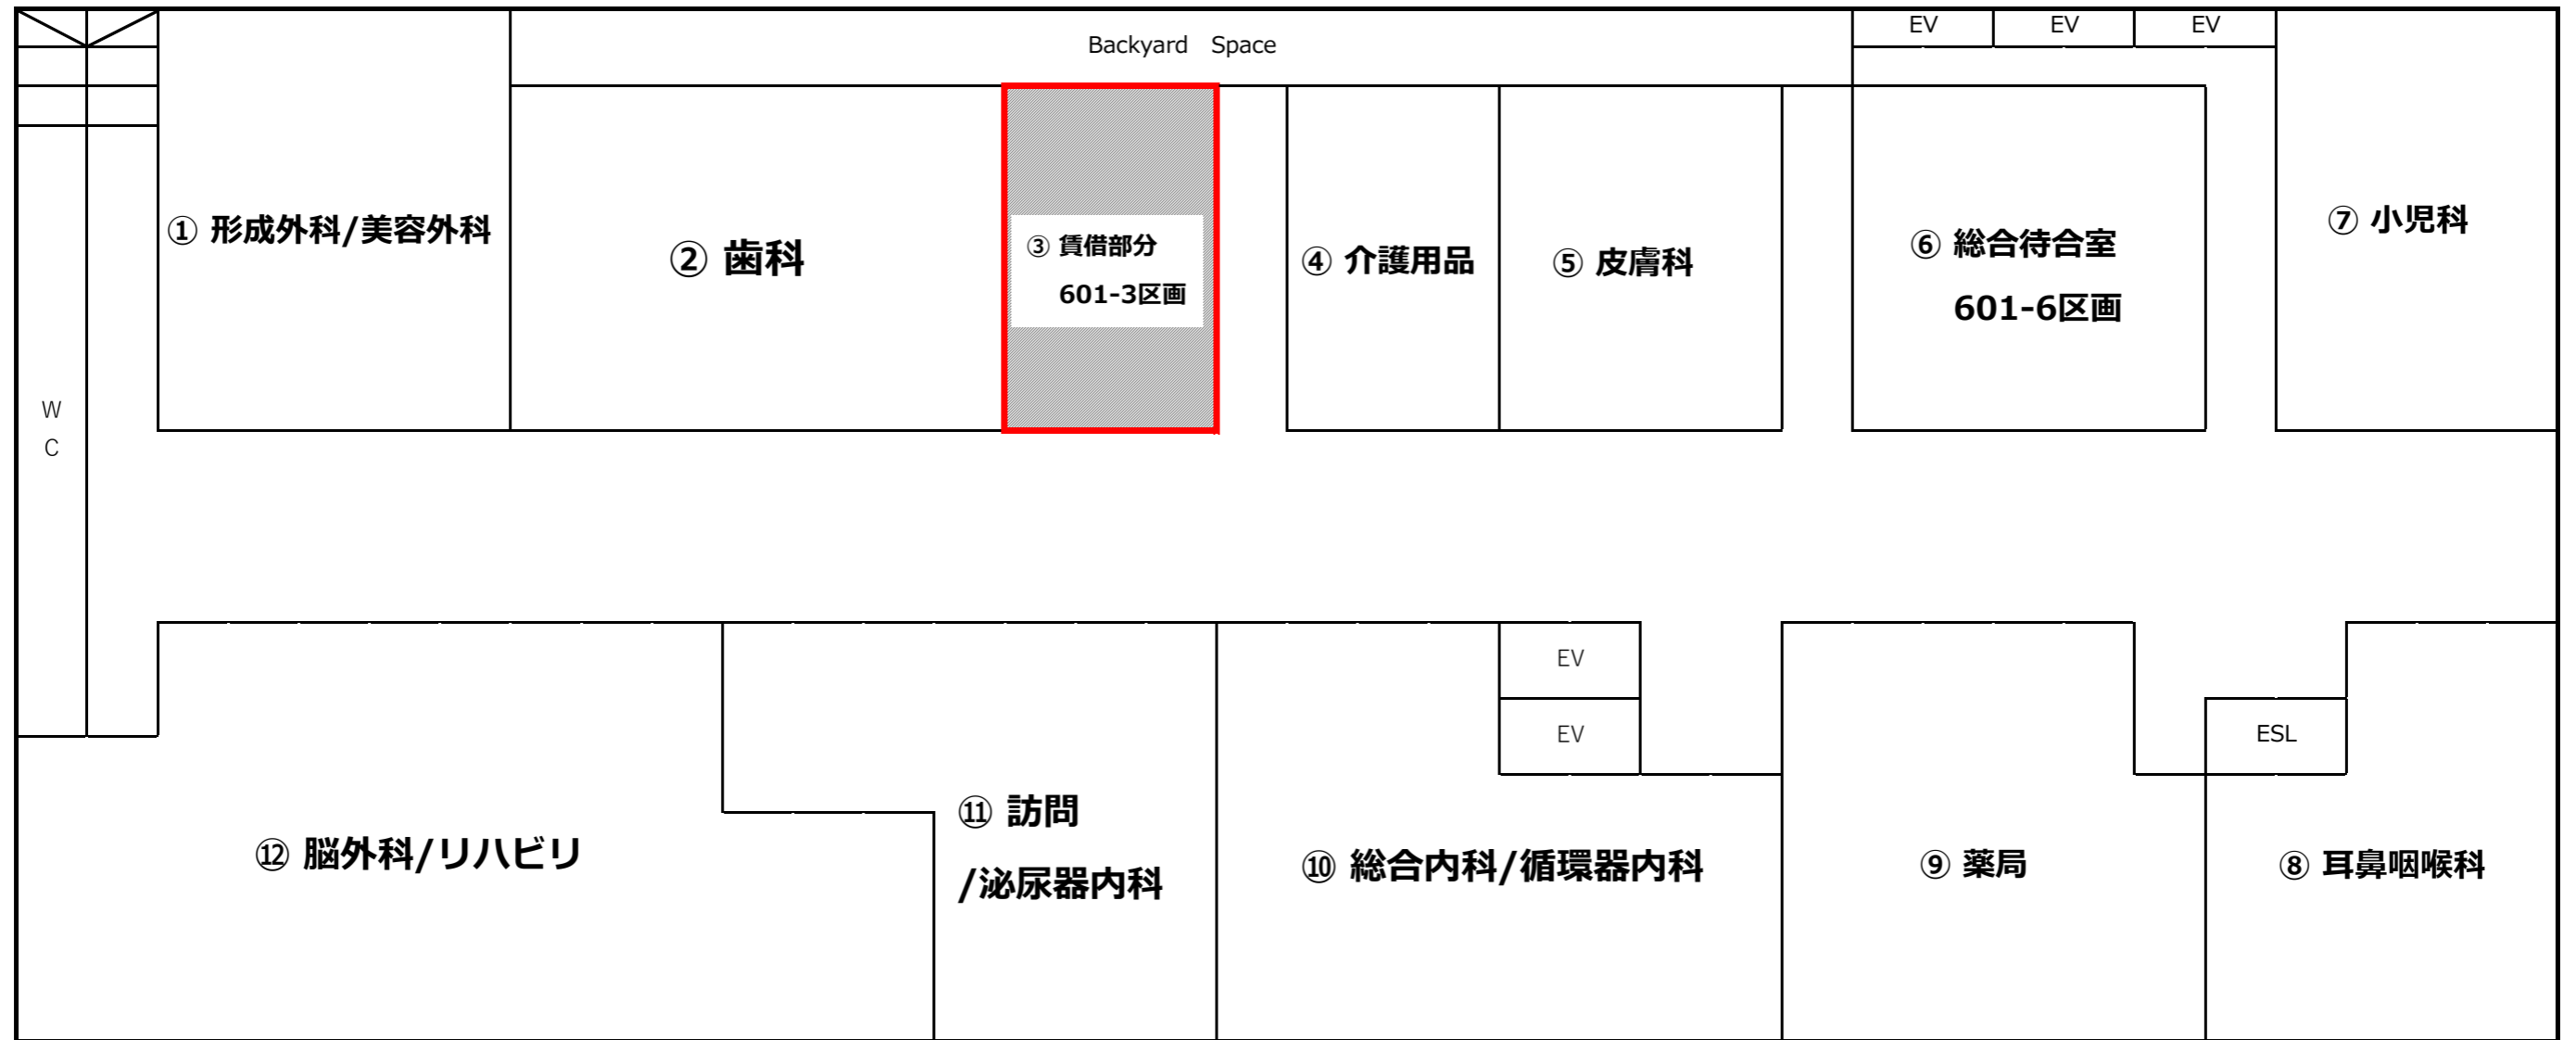 Backyard Space
EV EV EV
① 形成外科/美容外科
② 歯科
③ 賃借部分
601-3区画
④ 介護用品
⑤ 皮膚科
⑥ 総合待合室
601-6区画
⑦ 小児科
W
C
EV
EV
ESL
⑫ 脳外科/リハビリ
⑪ 訪問
/泌尿器内科
⑩ 総合内科/循環器内科
⑨ 薬局
⑧ 耳鼻咽喉科